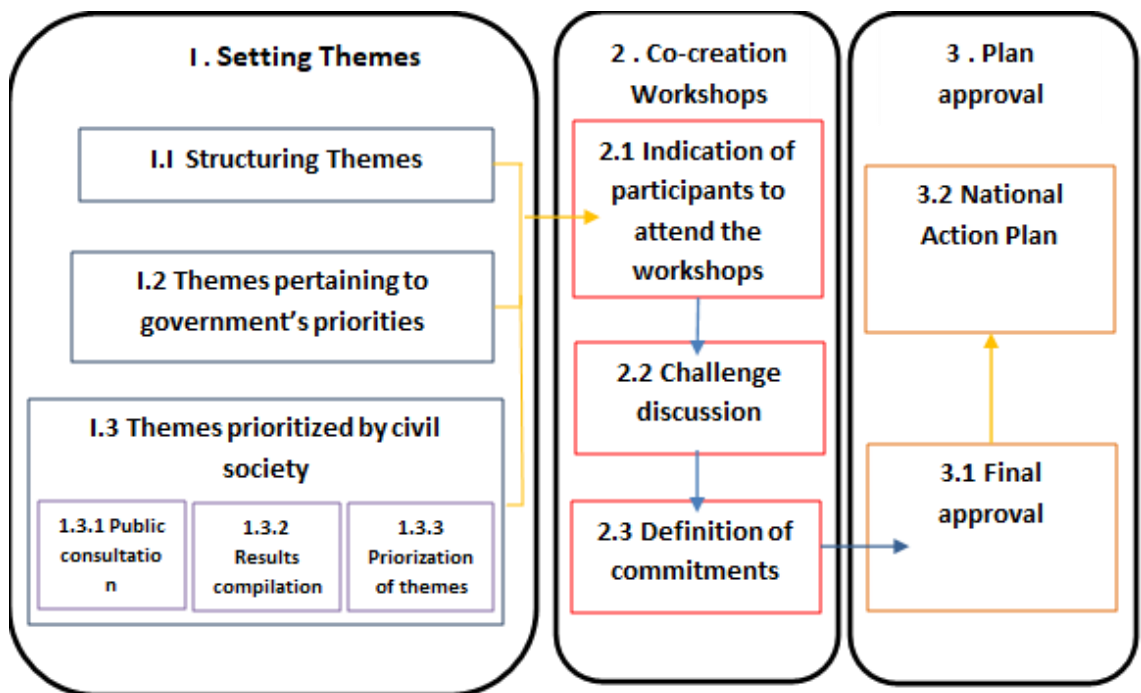 I . Setting Themes
I.I  Structuring Themes
I.2 Themes pertaining to
government's priorities
I.3 Themes prioritized by civil
society
1.3.1 Public
consultatio
n
1.3.2
Results
compilation
1.3.3
Priorization
of themes
2 . Co-creation
Workshops
2.1 Indication of
participants to
attend the
workshops
2.2 Challenge
discussion
2.3 Definition of
commitments
3 . Plan
approval
3.2 National
Action Plan
3.1 Final
approval